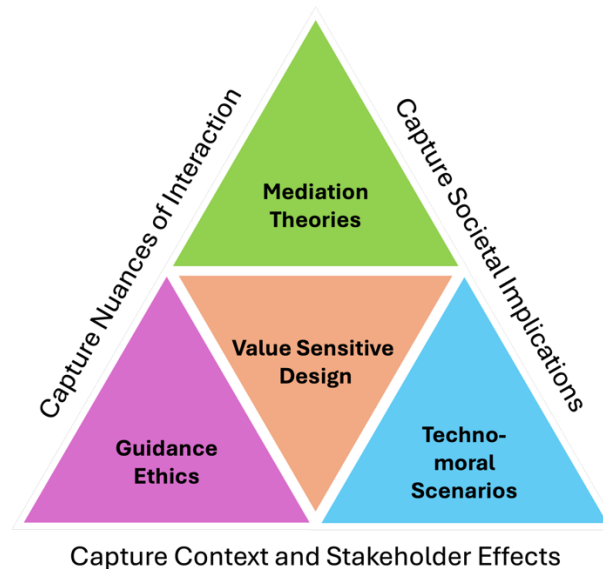 Capture Nuances of Interaction
Capture Societal Implications
Mediation
Theories
Value Sensitive
Design
Guidance
Ethics
Techno-
moral
Scenarios
Capture Context and Stakeholder Effects